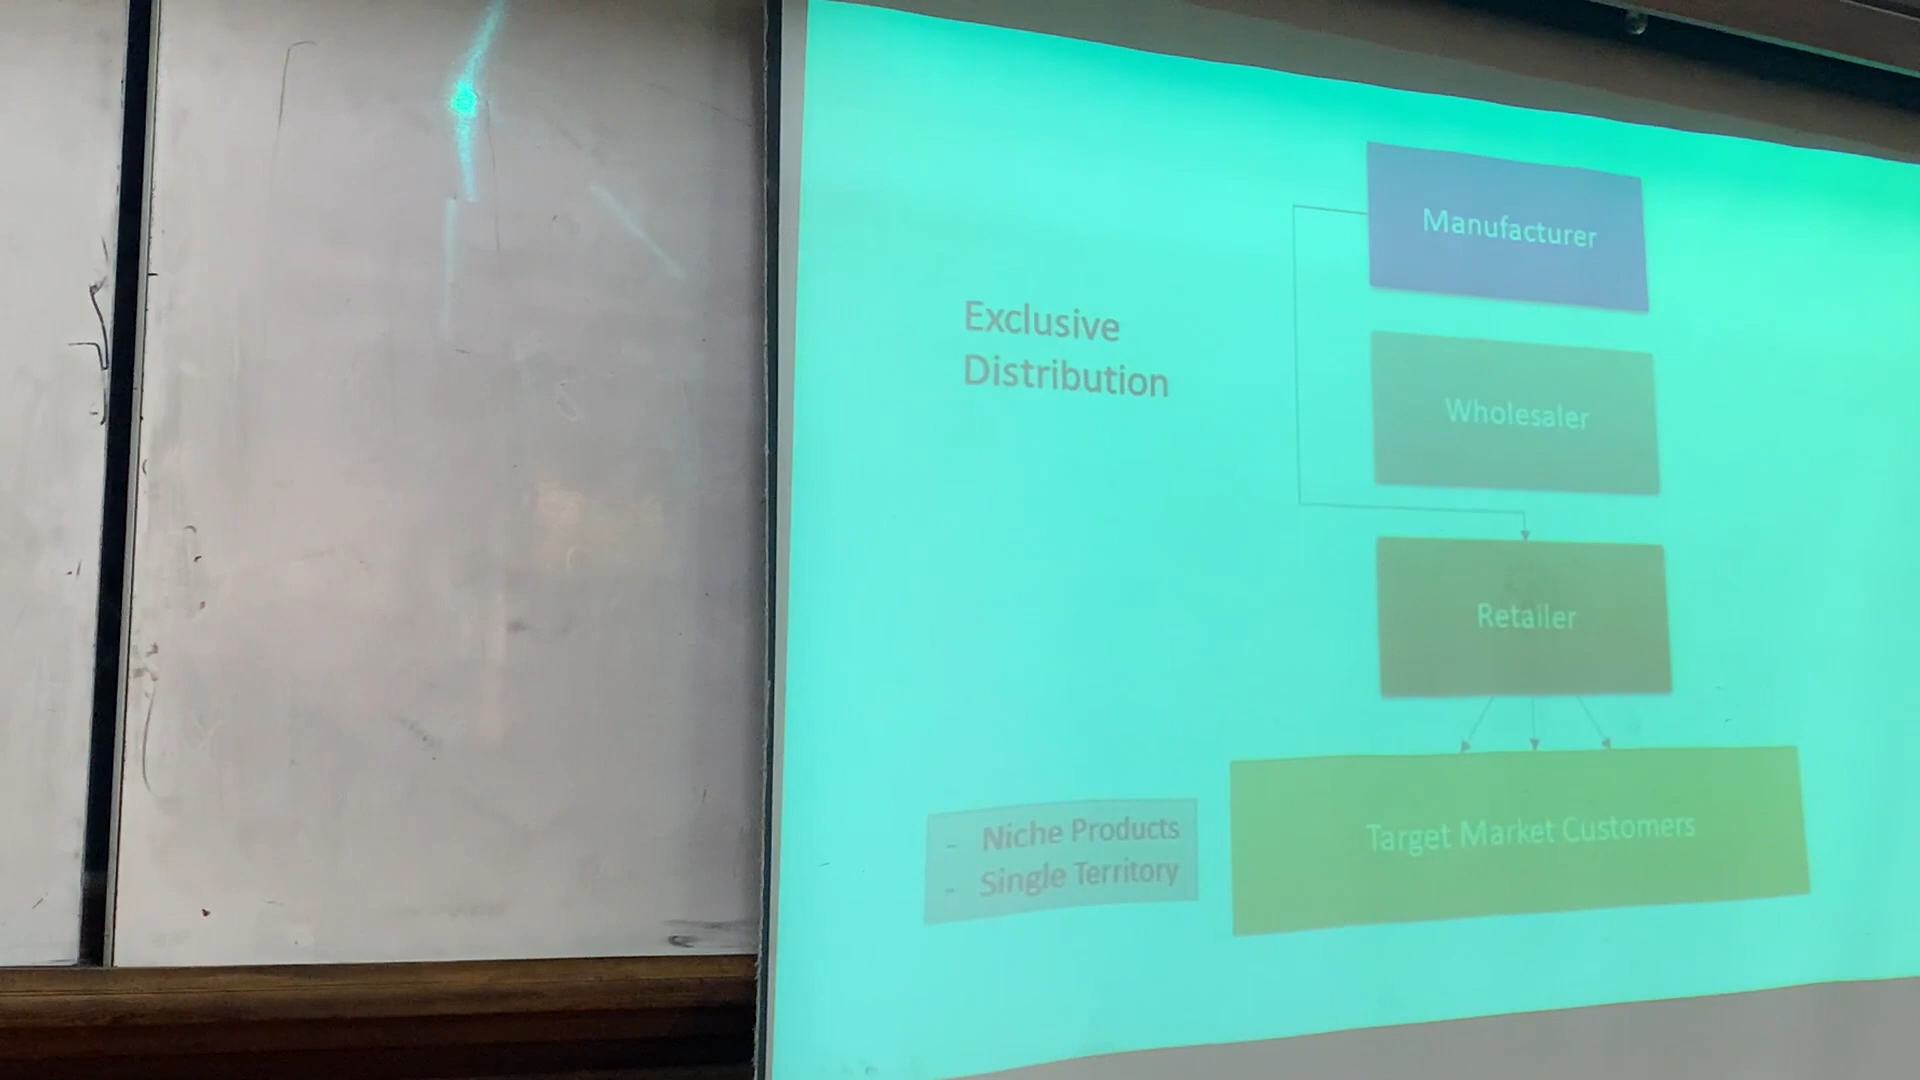 Manufacturer
Exclusive
Distribution
Wholesaler
Retailer
Target Market Customers
- Niche Products
- Single Territory